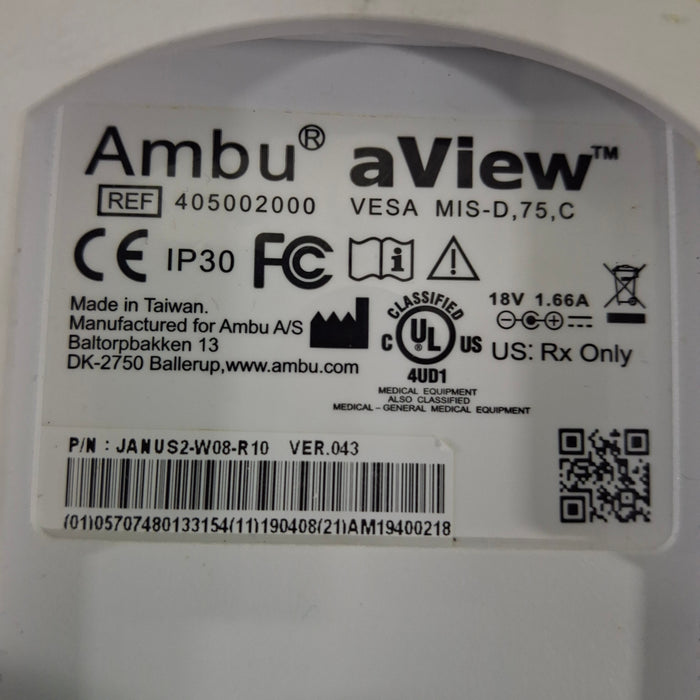 Ambu® aView™
REF 405002000 VESA MIS-D,75,C
CE IP30 FC i
Made in Taiwan.
Manufactured for Ambu A/S
Baltorpbakken 13
DK-2750 Ballerup,www.ambu.com
CLASSIFIED
C UL® US
4UD1
MEDICAL EQUIPMENT
ALSO CLASSIFIED
MEDICAL - GENERAL MEDICAL EQUIPMENT
18V 1.66A
US: Rx Only
P/N : JANUS2-W08-R10 VER.043
(01)05707480133154(11)190408(21)AM19400218